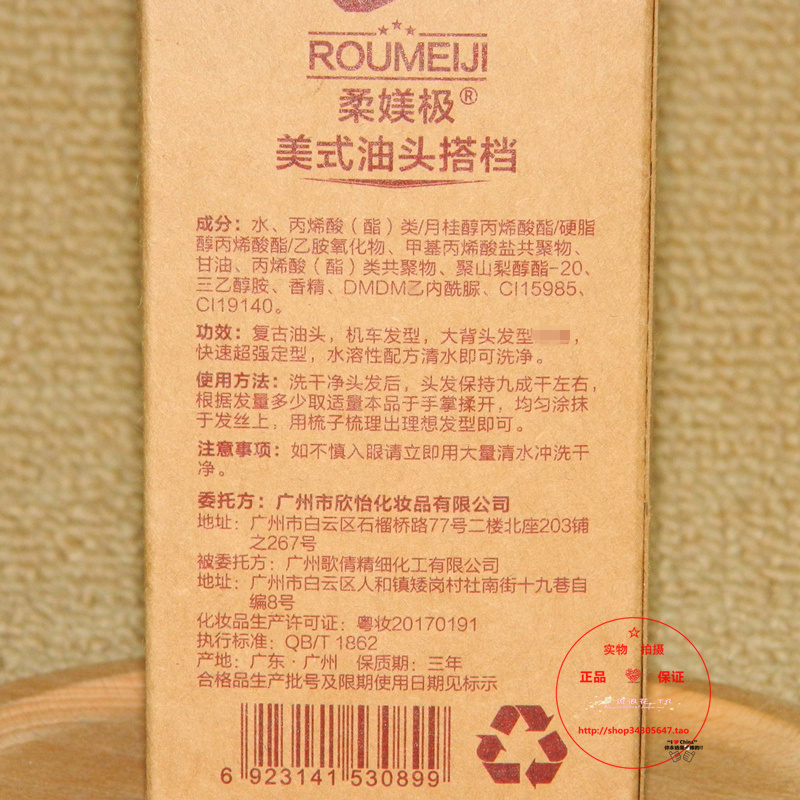 ROUMEIJI
柔媄极®
美式油头搭档
成分：水、丙烯酸（酯）类/月桂醇丙烯酸酯/硬脂
醇丙烯酸酯/乙胺氧化物、甲基丙烯酸盐共聚物、
甘油、丙烯酸（酯）类共聚物、聚山梨醇酯-20、
三乙醇胺、香精、DMDM乙内酰脲、CI15985、
CI19140。
功效：复古油头，机车发型，大背头发型，
快速超强定型，水溶性配方清水即可洗净。
使用方法：洗干净头发后，头发保持九成干左右，
根据发量多少取适量本品于手掌揉开，均匀涂抹
于发丝上，用梳子梳理出理想发型即可。
注意事项：如不慎入眼请立即用大量清水冲洗干
净。
委托方：广州市欣怡化妆品有限公司
地址：广州市白云区石榴桥路77号二楼北座203铺
之267号
被委托方：广州歌倩精细化工有限公司
地址：广州市白云区人和镇矮岗村社南街十九巷自
编8号
化妆品生产许可证：粤妆20170191
执行标准：QB/T 1862
产地：广东·广州 保质期：三年
合格品生产批号及限期使用日期见标示
6 923141 530899
实物 拍摄
正品 保证
http://shop34305647.tao
"I ❤ China"